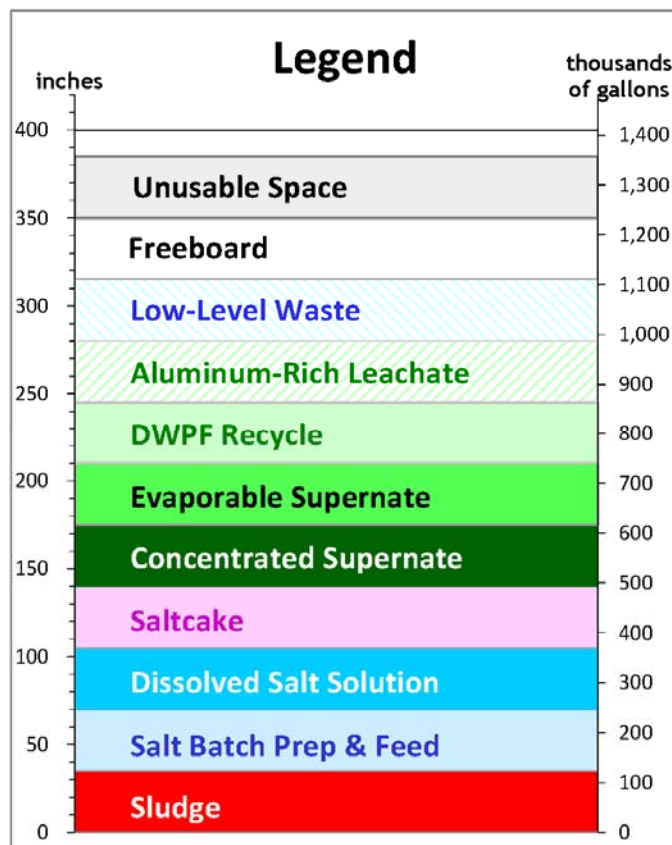 Legend
inches
thousands
of gallons
400
1,400
Unusable Space
1,300
350
Freeboard
1,200
1,100
300
Low-Level Waste
1,000
Aluminum-Rich Leachate
250
900
DWPF Recycle
800
200
Evaporable Supernate
700
600
Concentrated Supernate
150
500
Saltcake
400
100
Dissolved Salt Solution
300
200
50
Salt Batch Prep & Feed
100
Sludge
0
0